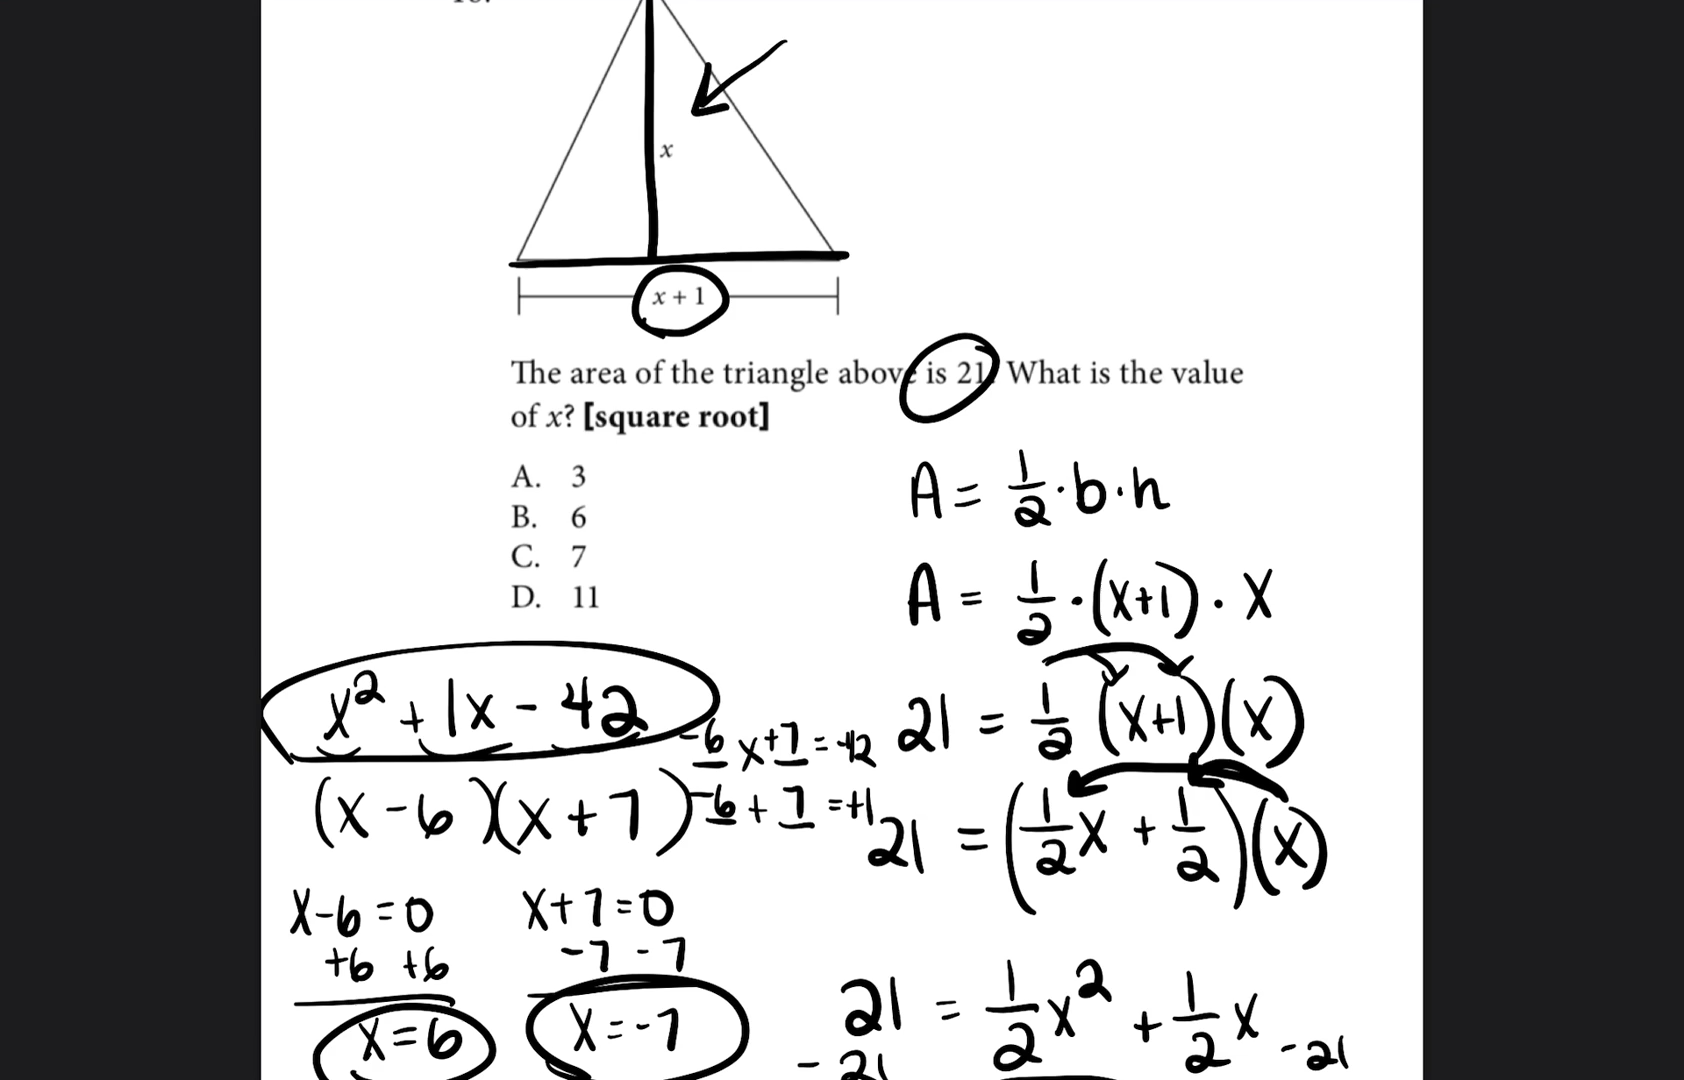 x
x + 1
The area of the triangle above is 21. What is the value
of x? [square root]
A. 3
B. 6
C. 7
D. 11
A = 1/2 · b · h
A = 1/2 · (x+1) · x
21 = 1/2 (x+1)(x)
21 = (1/2x + 1/2)(x)
21 = 1/2x² + 1/2x
-21 -21
x² + 1x - 42
-6 x +7 = -42
-6 + 7 = +1
(x - 6)(x + 7)
x-6=0
+6 +6
x=6
x+7=0
-7 -7
x=-7